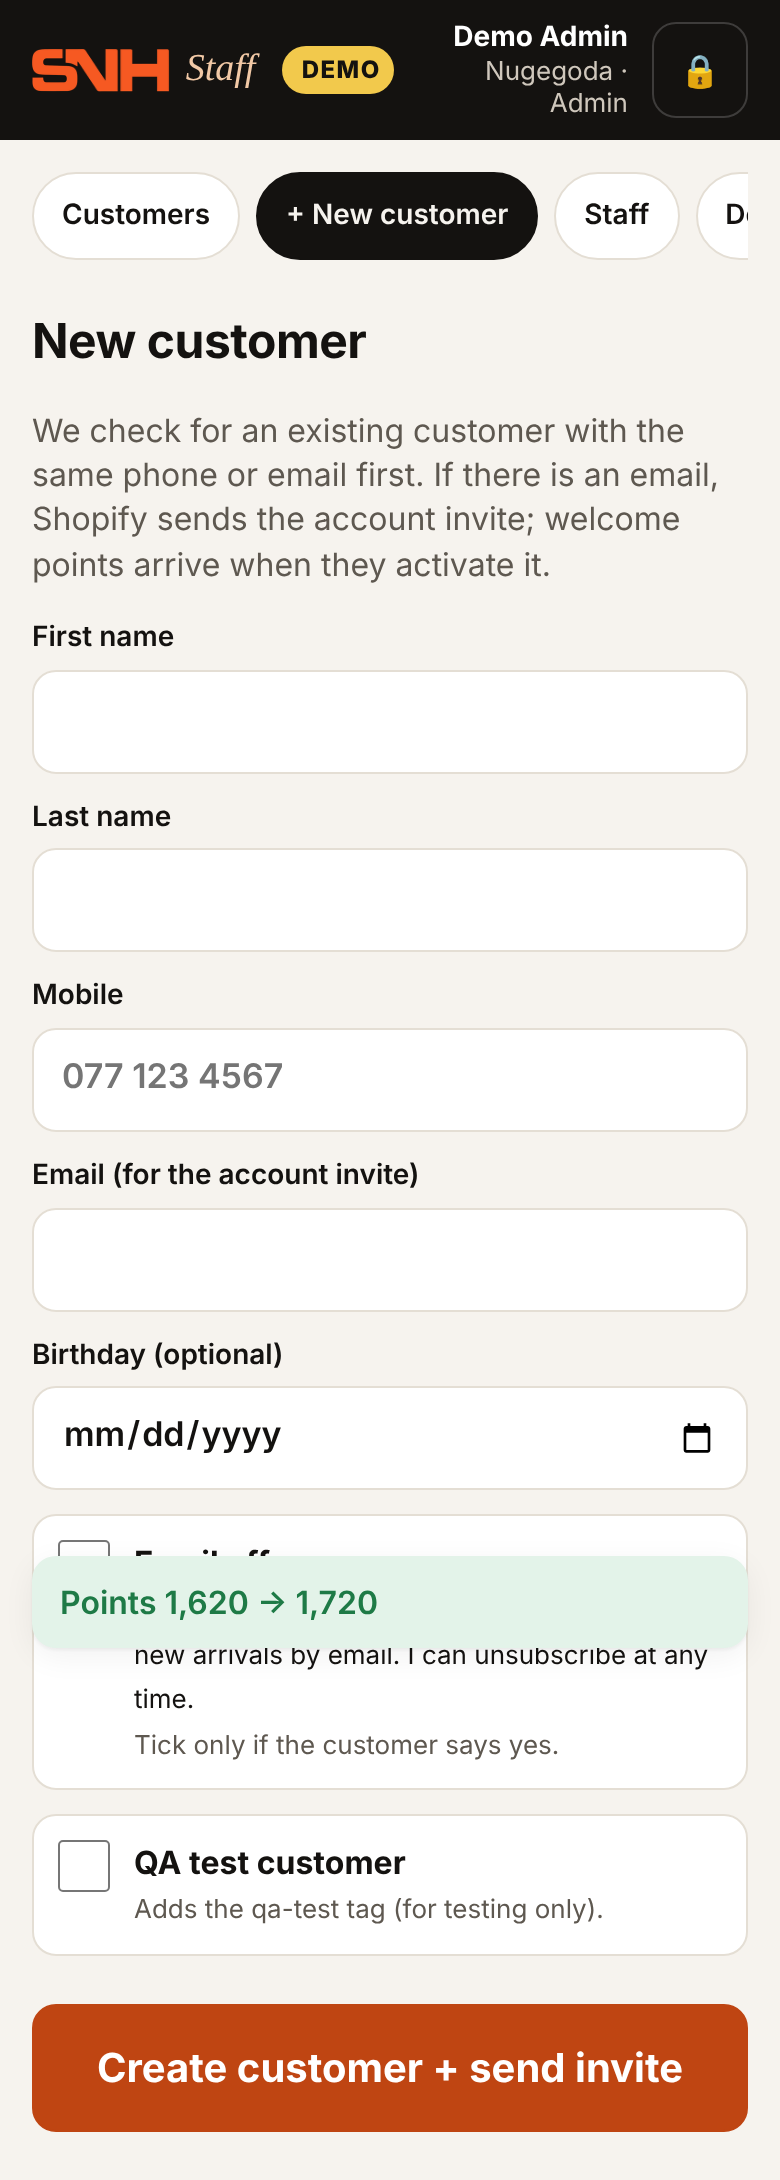 SNH Staff DEMO
Demo Admin
Nugegoda ·
Admin
Customers
+ New customer
Staff
New customer
We check for an existing customer with the
same phone or email first. If there is an email,
Shopify sends the account invite; welcome
points arrive when they activate it.
First name
Last name
Mobile
077 123 4567
Email (for the account invite)
Birthday (optional)
mm/dd/yyyy
Points 1,620 → 1,720
new arrivals by email. I can unsubscribe at any
time.
Tick only if the customer says yes.
QA test customer
Adds the qa-test tag (for testing only).
Create customer + send invite